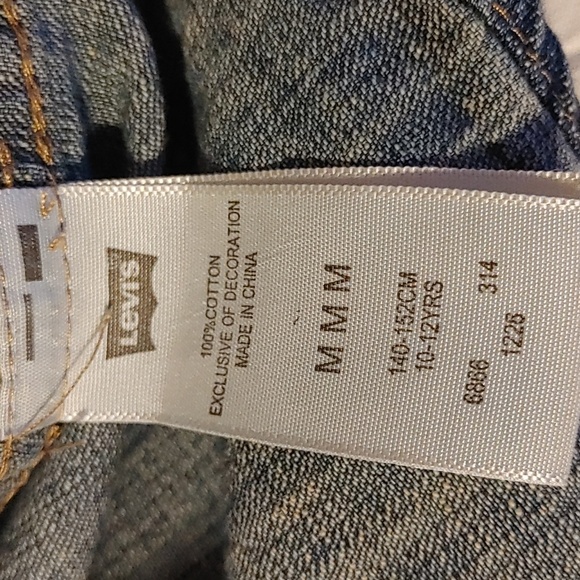 Levi's
100%COTTON
EXCLUSIVE OF DECORATION
MADE IN CHINA
M M M
140-152CM
10-12YRS
6866 314
1226